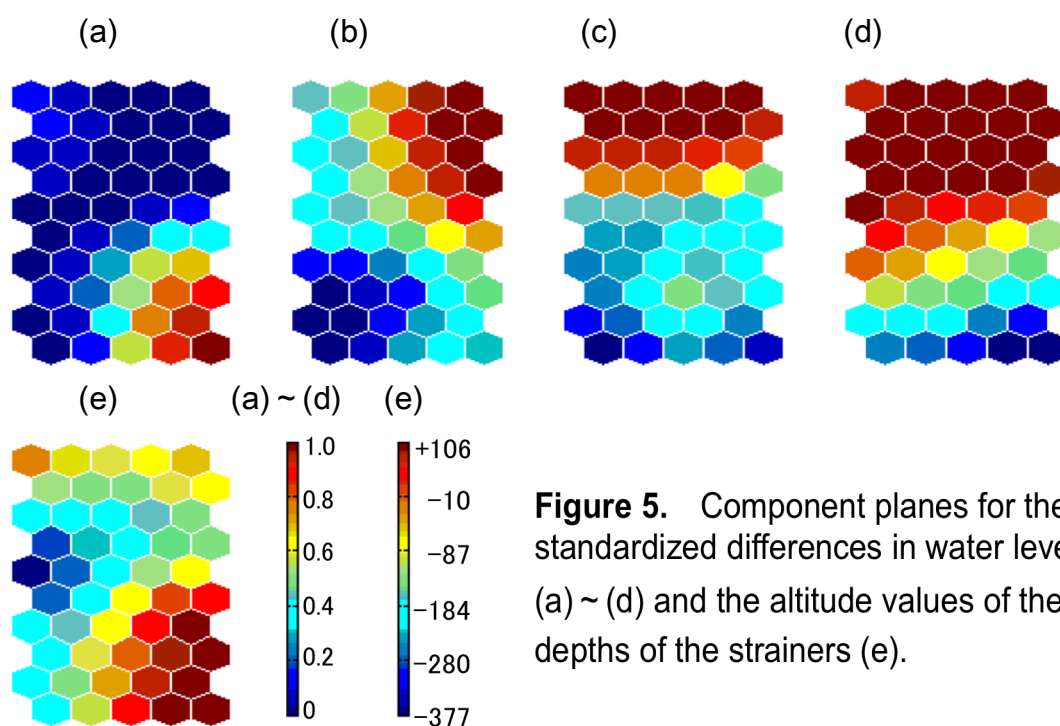 (a) (b) (c) (d)
(e) (a) ~ (d) (e)
1.0 +106
0.8 −10
0.6 −87
0.4 −184
0.2 −280
0 −377
Figure 5. Component planes for the
standardized differences in water leve
(a) ~ (d) and the altitude values of the
depths of the strainers (e).